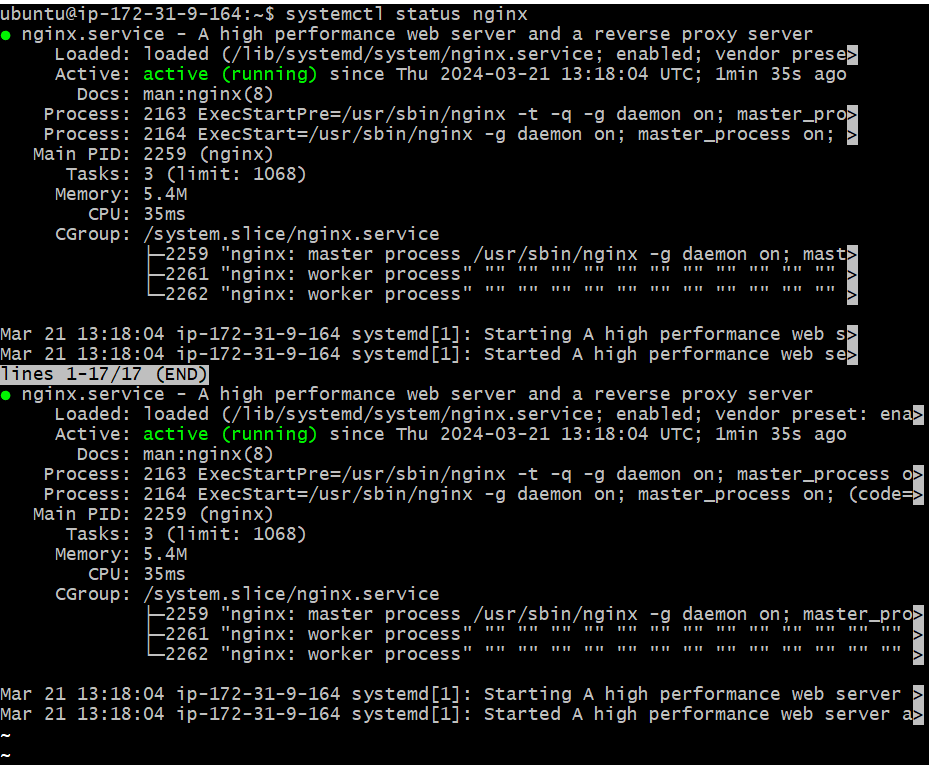 ubuntu@ip-172-31-9-164:~$ systemctl status nginx
● nginx.service - A high performance web server and a reverse proxy server
     Loaded: loaded (/lib/systemd/system/nginx.service; enabled; vendor prese>
     Active: active (running) since Thu 2024-03-21 13:18:04 UTC; 1min 35s ago
       Docs: man:nginx(8)
    Process: 2163 ExecStartPre=/usr/sbin/nginx -t -q -g daemon on; master_pro>
    Process: 2164 ExecStart=/usr/sbin/nginx -g daemon on; master_process on; >
   Main PID: 2259 (nginx)
      Tasks: 3 (limit: 1068)
     Memory: 5.4M
        CPU: 35ms
     CGroup: /system.slice/nginx.service
             ├─2259 "nginx: master process /usr/sbin/nginx -g daemon on; mast>
             ├─2261 "nginx: worker process" "" "" "" "" "" "" "" "" "" "" "" >
             └─2262 "nginx: worker process" "" "" "" "" "" "" "" "" "" "" "" >
Mar 21 13:18:04 ip-172-31-9-164 systemd[1]: Starting A high performance web s>
Mar 21 13:18:04 ip-172-31-9-164 systemd[1]: Started A high performance web se>
lines 1-17/17 (END)
● nginx.service - A high performance web server and a reverse proxy server
     Loaded: loaded (/lib/systemd/system/nginx.service; enabled; vendor preset: ena>
     Active: active (running) since Thu 2024-03-21 13:18:04 UTC; 1min 35s ago
       Docs: man:nginx(8)
    Process: 2163 ExecStartPre=/usr/sbin/nginx -t -q -g daemon on; master_process o>
    Process: 2164 ExecStart=/usr/sbin/nginx -g daemon on; master_process on; (code=>
   Main PID: 2259 (nginx)
      Tasks: 3 (limit: 1068)
     Memory: 5.4M
        CPU: 35ms
     CGroup: /system.slice/nginx.service
             ├─2259 "nginx: master process /usr/sbin/nginx -g daemon on; master_pro>
             ├─2261 "nginx: worker process" "" "" "" "" "" "" "" "" "" "" "" "" "" >
             └─2262 "nginx: worker process" "" "" "" "" "" "" "" "" "" "" "" "" "" >
Mar 21 13:18:04 ip-172-31-9-164 systemd[1]: Starting A high performance web server >
Mar 21 13:18:04 ip-172-31-9-164 systemd[1]: Started A high performance web server a>
~
~